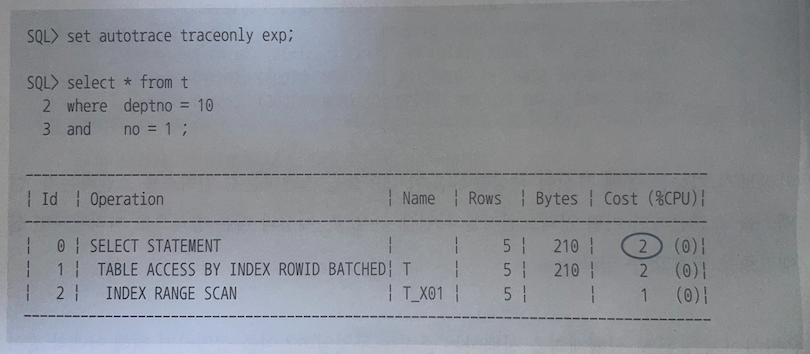 SQL> set autotrace traceonly exp;
SQL> select * from t
2 where deptno = 10
3 and no = 1 ;
----------------------------------------------------------------------------------
| Id | Operation | Name | Rows | Bytes | Cost (%CPU)|
----------------------------------------------------------------------------------
| 0 | SELECT STATEMENT | | 5 | 210 | 2 (0)|
| 1 | TABLE ACCESS BY INDEX ROWID BATCHED| T | 5 | 210 | 2 (0)|
| 2 | INDEX RANGE SCAN | T_X01 | 5 | | 1 (0)|
----------------------------------------------------------------------------------